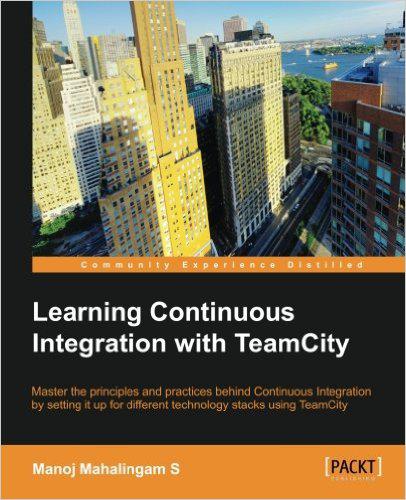 Community Experience Distilled
Learning Continuous
Integration with TeamCity
Master the principles and practices behind Continuous Integration
by setting it up for different technology stacks using TeamCity
Manoj Mahalingam S
[PACKT]
PUBLISHING